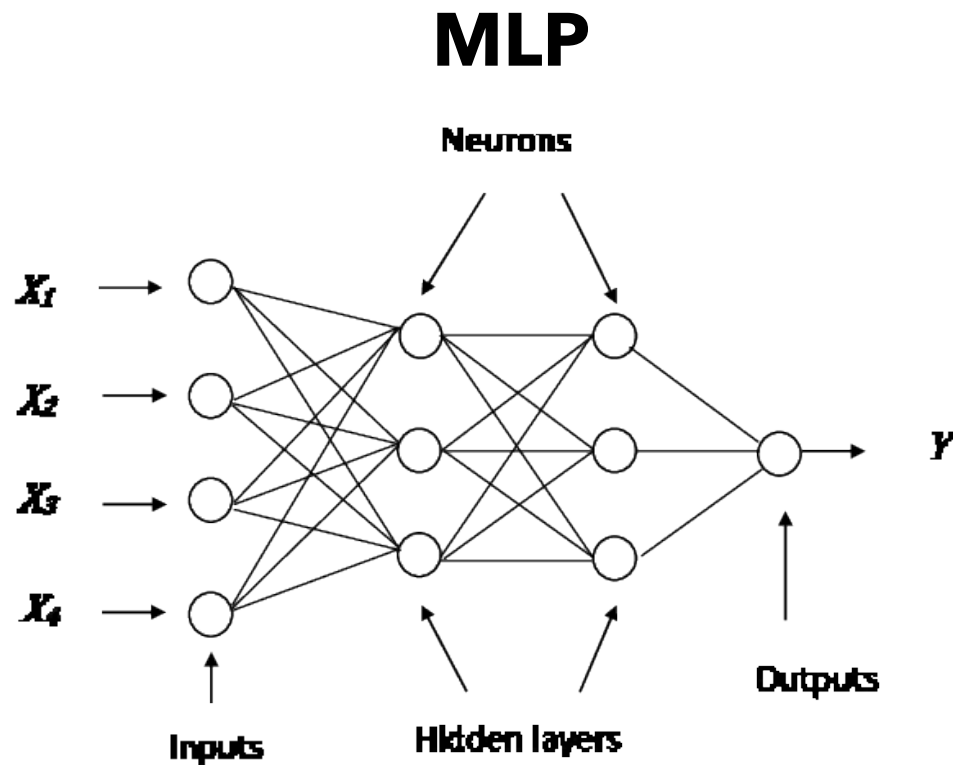 MLP
Neurons
X1
X2
X3
X4
Y
Outputs
Inputs
Hidden layers